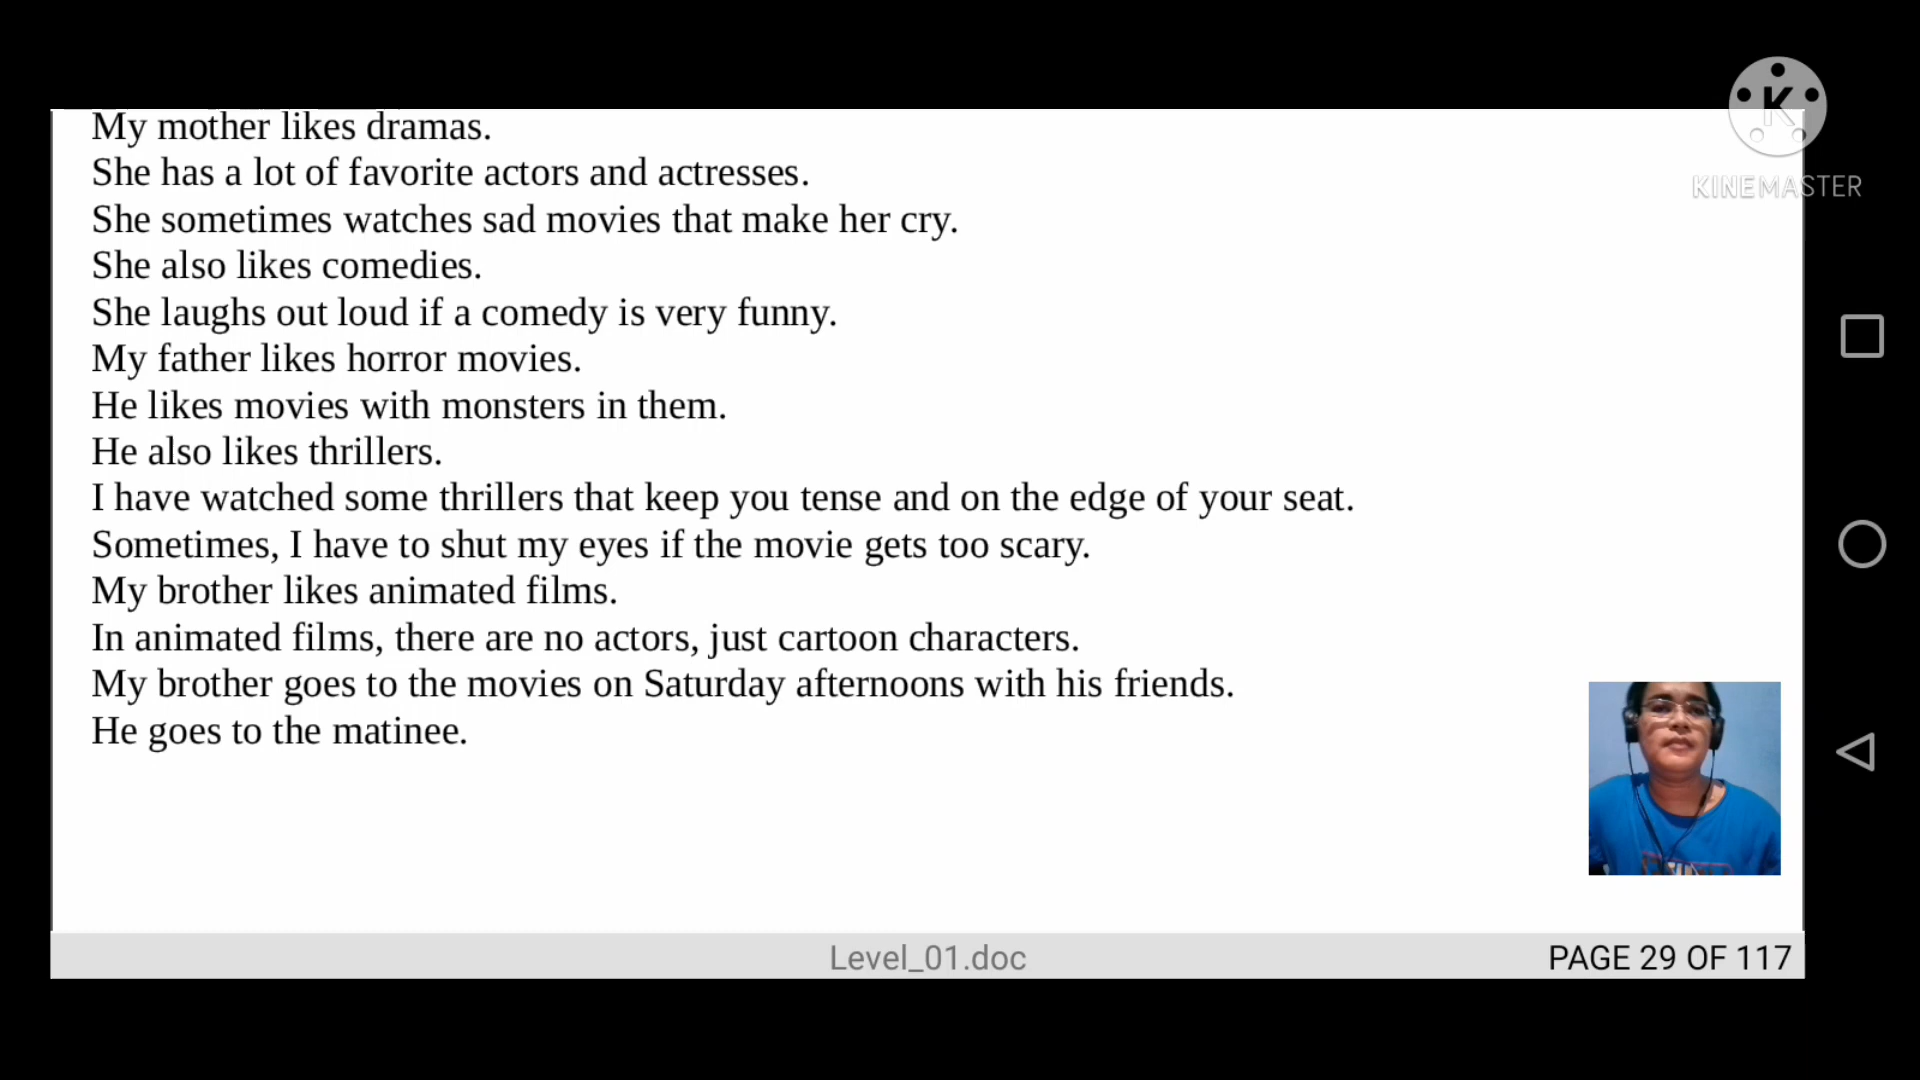 K
KINEMASTER
My mother likes dramas.
She has a lot of favorite actors and actresses.
She sometimes watches sad movies that make her cry.
She also likes comedies.
She laughs out loud if a comedy is very funny.
My father likes horror movies.
He likes movies with monsters in them.
He also likes thrillers.
I have watched some thrillers that keep you tense and on the edge of your seat.
Sometimes, I have to shut my eyes if the movie gets too scary.
My brother likes animated films.
In animated films, there are no actors, just cartoon characters.
My brother goes to the movies on Saturday afternoons with his friends.
He goes to the matinee.
Level_01.doc
PAGE 29 OF 117